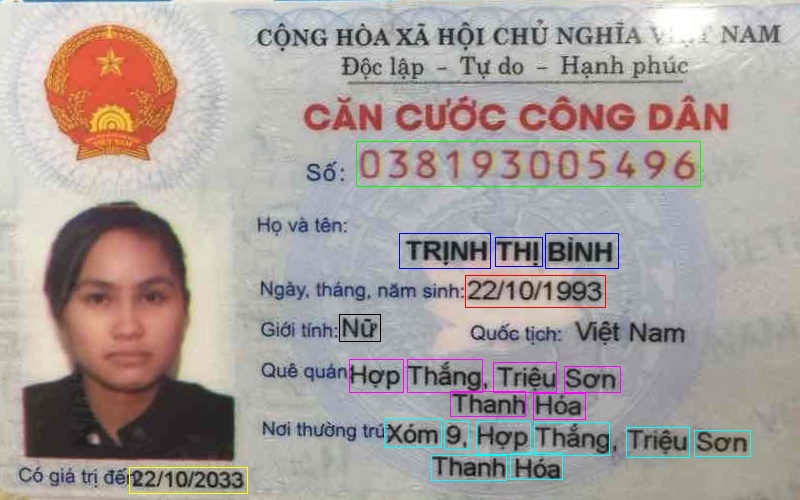 CỘNG HÒA XÃ HỘI CHỦ NGHĨA VIỆT NAM
Độc lập - Tự do - Hạnh phúc
CĂN CƯỚC CÔNG DÂN
Số: 038193005496
Họ và tên:
TRỊNH THỊ BÌNH
Ngày, tháng, năm sinh: 22/10/1993
Giới tính: Nữ Quốc tịch: Việt Nam
Quê quán: Hợp Thắng, Triệu Sơn
Thanh Hóa
Nơi thường trú: Xóm 9, Hợp Thắng, Triệu Sơn
Thanh Hóa
Có giá trị đến 22/10/2033